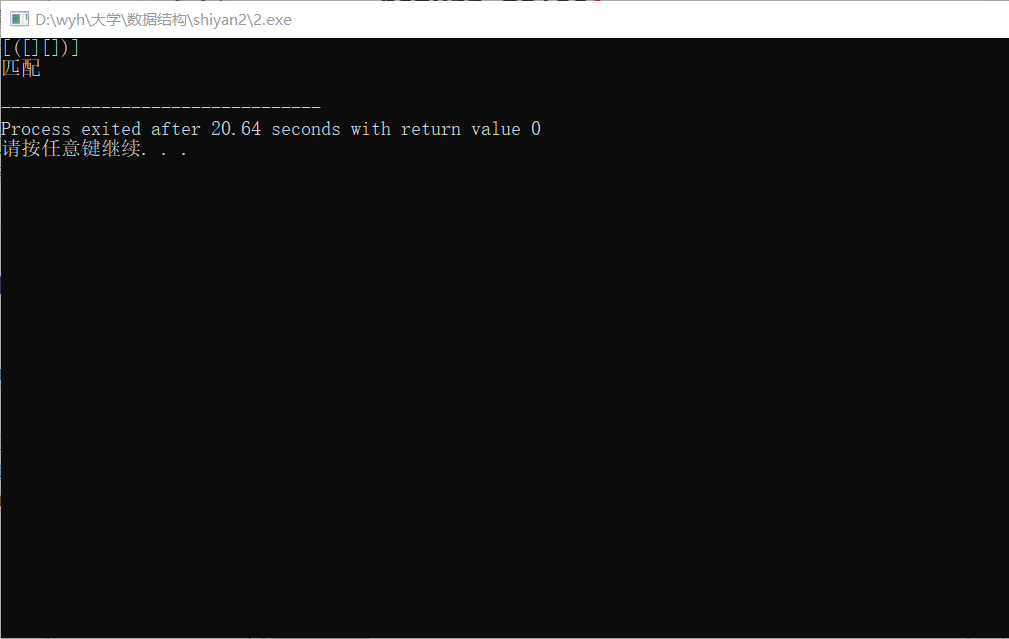 D:\wyh\大学\数据结构\shiyan2\2.exe
[([][])]
匹配
--------------------------------
Process exited after 20.64 seconds with return value 0
请按任意键继续. . .